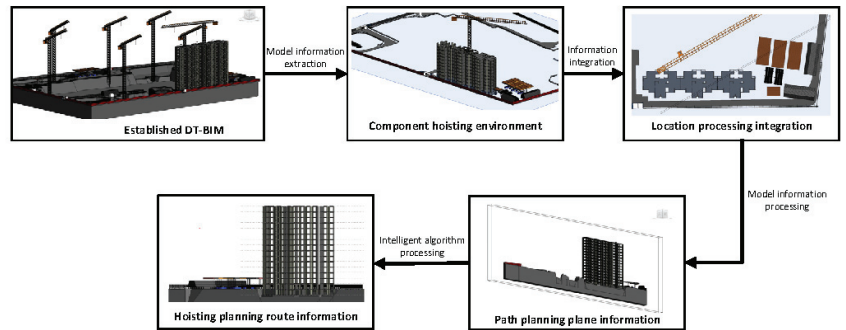 Established DT-BIM
Model information
extraction
Component hoisting environment
Information
integration
Location processing integration
Model information
processing
Path planning plane information
Intelligent algorithm
processing
Hoisting planning route information